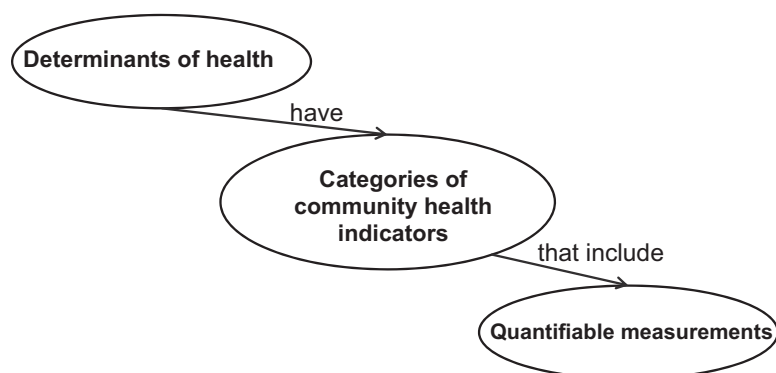 Determinants of health
have
Categories of
community health
indicators
that include
Quantifiable measurements